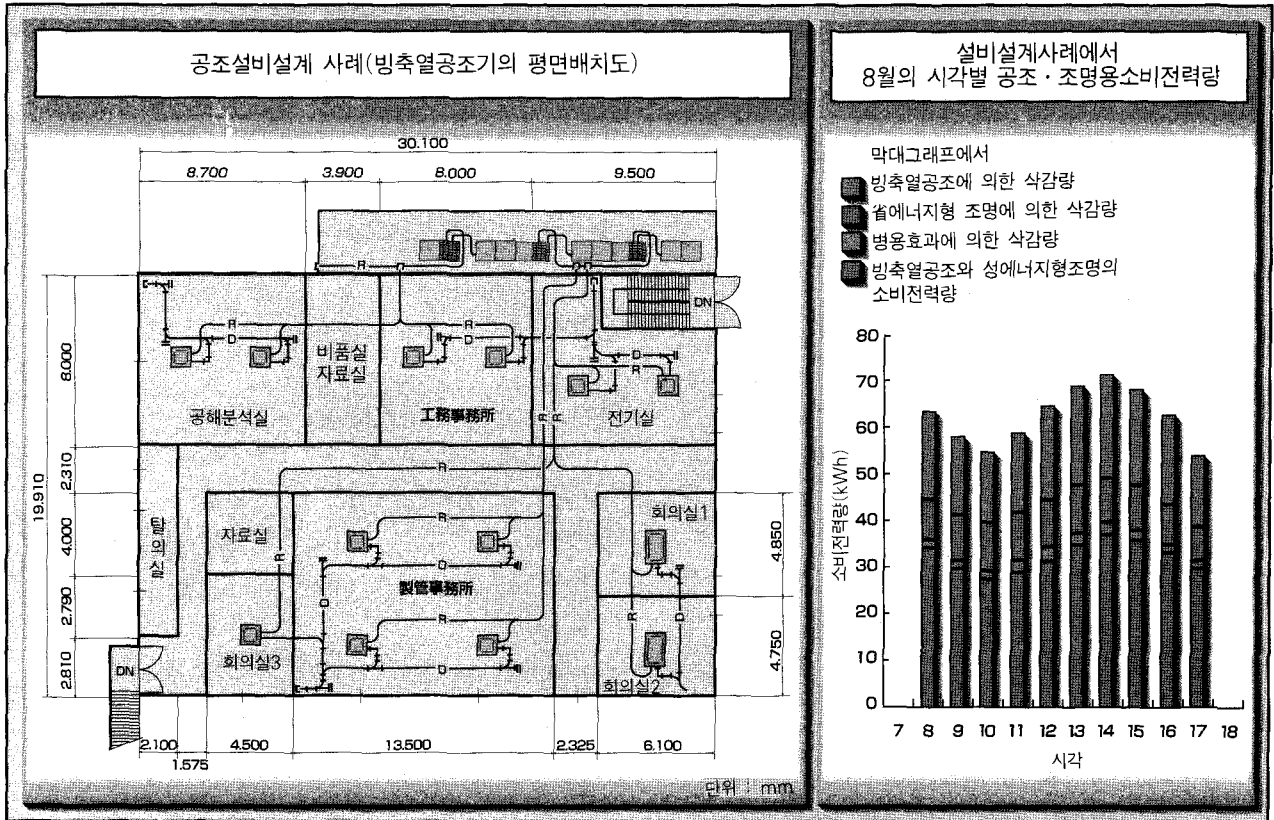 공조설비설계 사례(빙축열공조기의 평면배치도)
30.100
8.700 3.900 8.000 9.500
R
DN
R
D
R
D
D
R
비품실
자료실
8.000
공해분석실
工務事務所
R
R
전기실
19.910
2.310
R
4.000
탈의실
자료실
R
R
회의실1
4.850
D
製管事務所
2.790
D
R
R
D
회의실3
2.810
DN
D
회의실2
4.750
2.100 4.500 13.500 2.325 6.100
1.575
단위 : mm
설비설계사례에서
8월의 시각별 공조·조명용소비전력량
막대그래프에서
빙축열공조에 의한 삭감량
省에너지형 조명에 의한 삭감량
병용효과에 의한 삭감량
빙축열공조와 성에너지형조명의
소비전력량
소비전력량(kWh)
80
70
60
50
40
30
20
10
0
7 8 9 10 11 12 13 14 15 16 17 18
시각